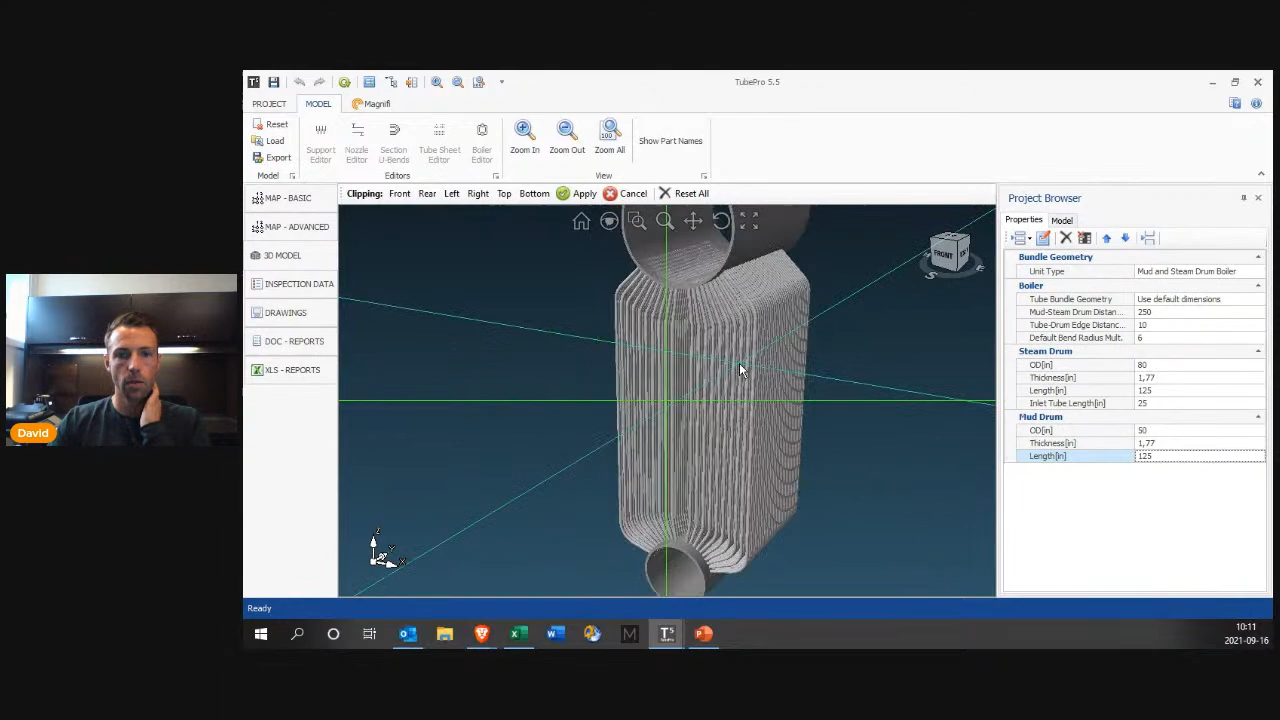 TubePro 5.5
PROJECT MODEL Magnifi
Reset
Load
Export
Support Editor
Nozzle Editor
Section U-Bends
Tube Sheet Editor
Boiler Editor
Zoom In
Zoom Out
100
Zoom All
Show Part Names
Model Editors View
Clipping: Front Rear Left Right Top Bottom Apply Cancel Reset All
MAP - BASIC
MAP - ADVANCED
3D MODEL
INSPECTION DATA
DRAWINGS
DOC - REPORTS
XLS - REPORTS
FRONT
S
E
Z
Y
X
David
Project Browser
Properties Model
Bundle Geometry
Unit Type Mud and Steam Drum Boiler
Boiler
Tube Bundle Geometry Use default dimensions
Mud-Steam Drum Distan... 250
Tube-Drum Edge Distanc... 10
Default Bend Radius Mult. 6
Steam Drum
OD[in] 80
Thickness[in] 1,77
Length[in] 125
Inlet Tube Length[in] 25
Mud Drum
OD[in] 50
Thickness[in] 1,77
Length[in] 125
Ready
10:11
2021-09-16